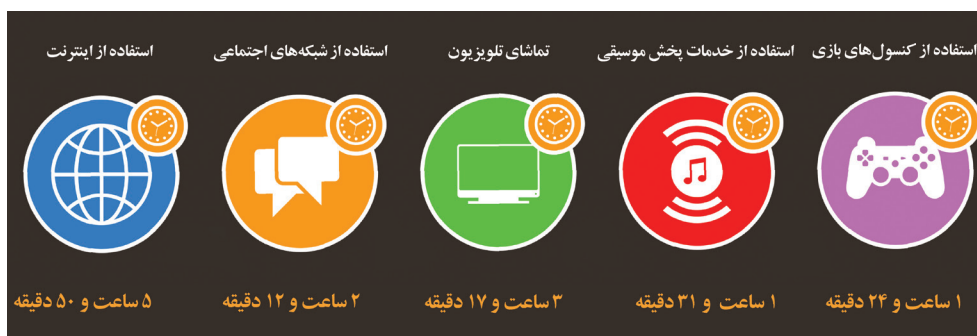 استفاده از کنسول‌های بازی
استفاده از خدمات پخش موسیقی
تماشای تلویزیون
استفاده از شبکه‌های اجتماعی
استفاده از اینترنت
۱ ساعت و ۲۴ دقیقه
۱ ساعت و ۳۱ دقیقه
۳ ساعت و ۱۷ دقیقه
۲ ساعت و ۱۲ دقیقه
۵ ساعت و ۵۰ دقیقه